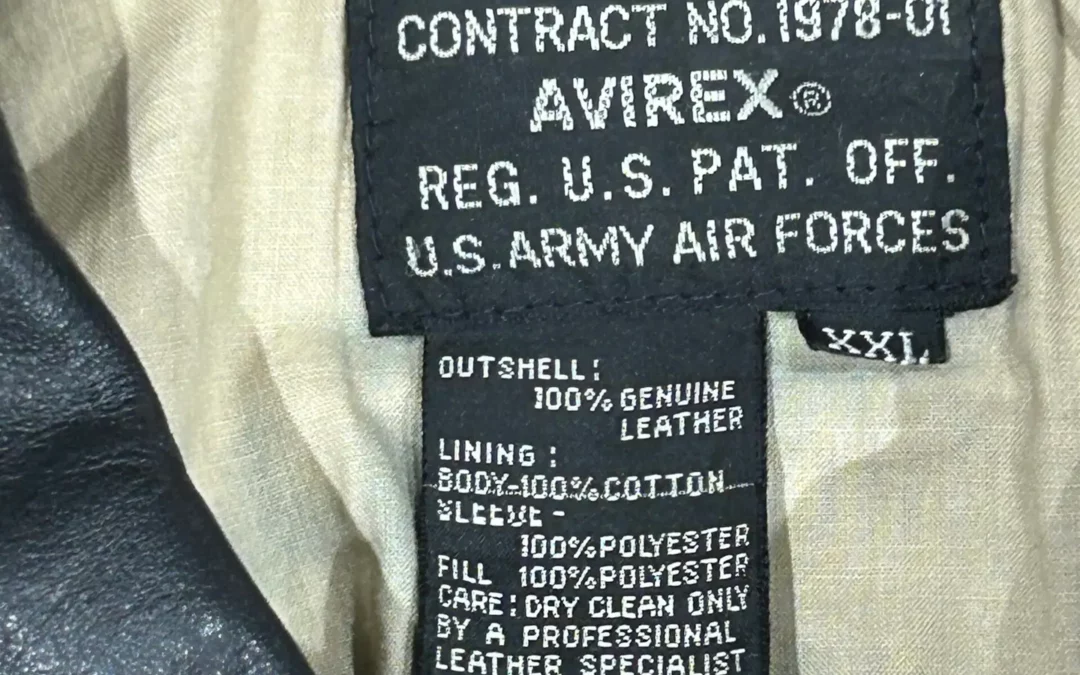 CONTRACT NO. 1978-01
AVIREX®
REG. U.S. PAT. OFF.
U.S. ARMY AIR FORCES
XXL
OUTSHELL:
100% GENUINE
LEATHER
LINING:
BODY-100% COTTON
SLEEVE-
100% POLYESTER
FILL 100% POLYESTER
CARE: DRY CLEAN ONLY
BY A PROFESSIONAL
LEATHER SPECIALIST